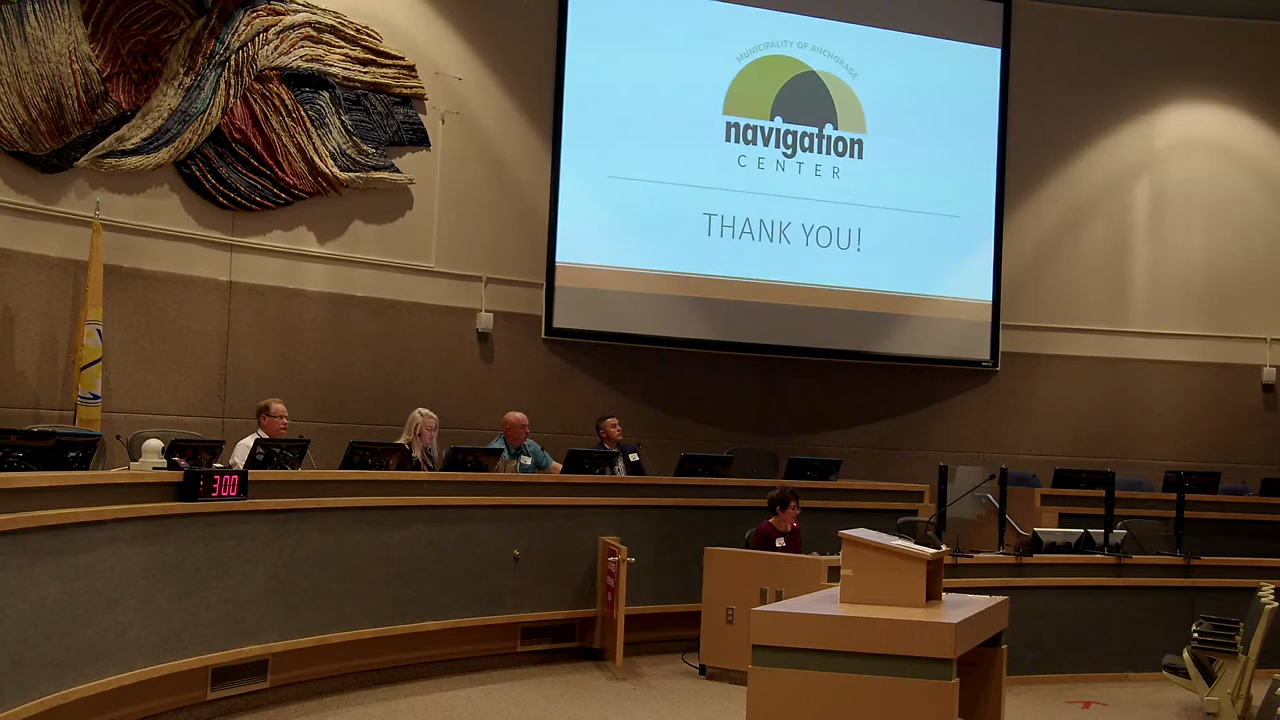 MUNICIPALITY OF ANCHORAGE
navigation
CENTER
THANK YOU!
3:00